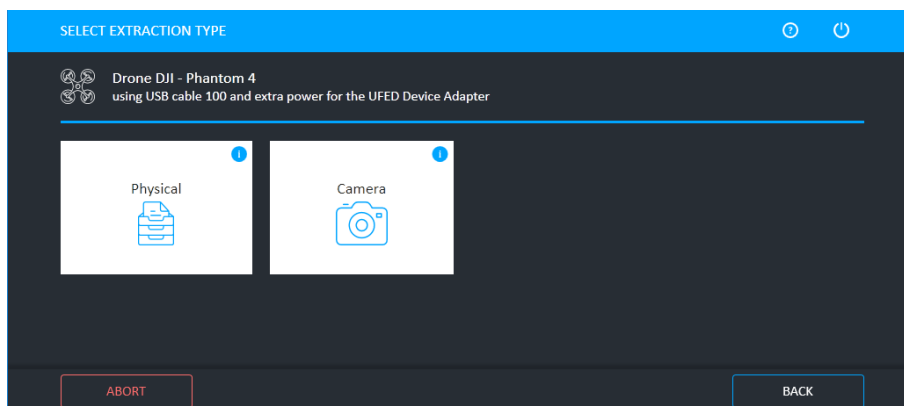 SELECT EXTRACTION TYPE
Drone DJI - Phantom 4
using USB cable 100 and extra power for the UFED Device Adapter
Physical
Camera
ABORT
BACK